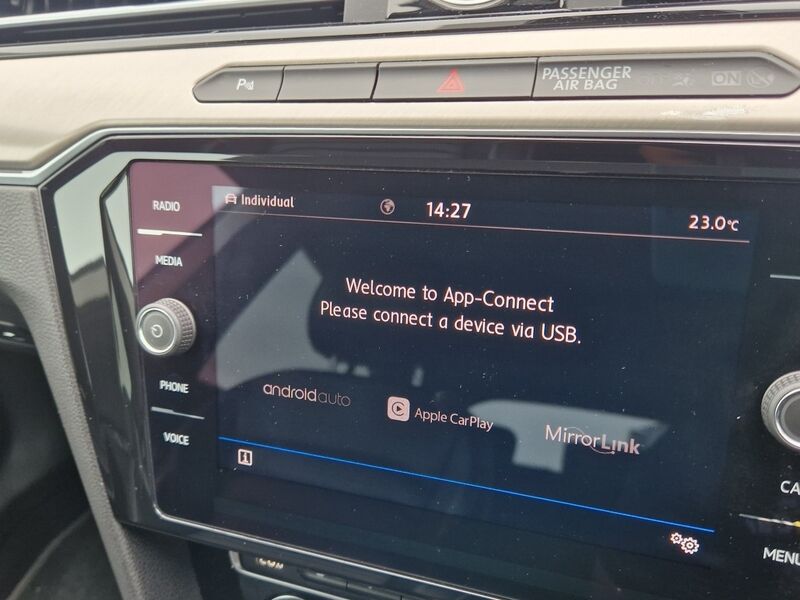 P
PASSENGER
AIR BAG
ON
RADIO
MEDIA
PHONE
VOICE
Individual
14:27
23.0°C
Welcome to App-Connect
Please connect a device via USB.
androidauto
Apple CarPlay
MirrorLink
i
MENU